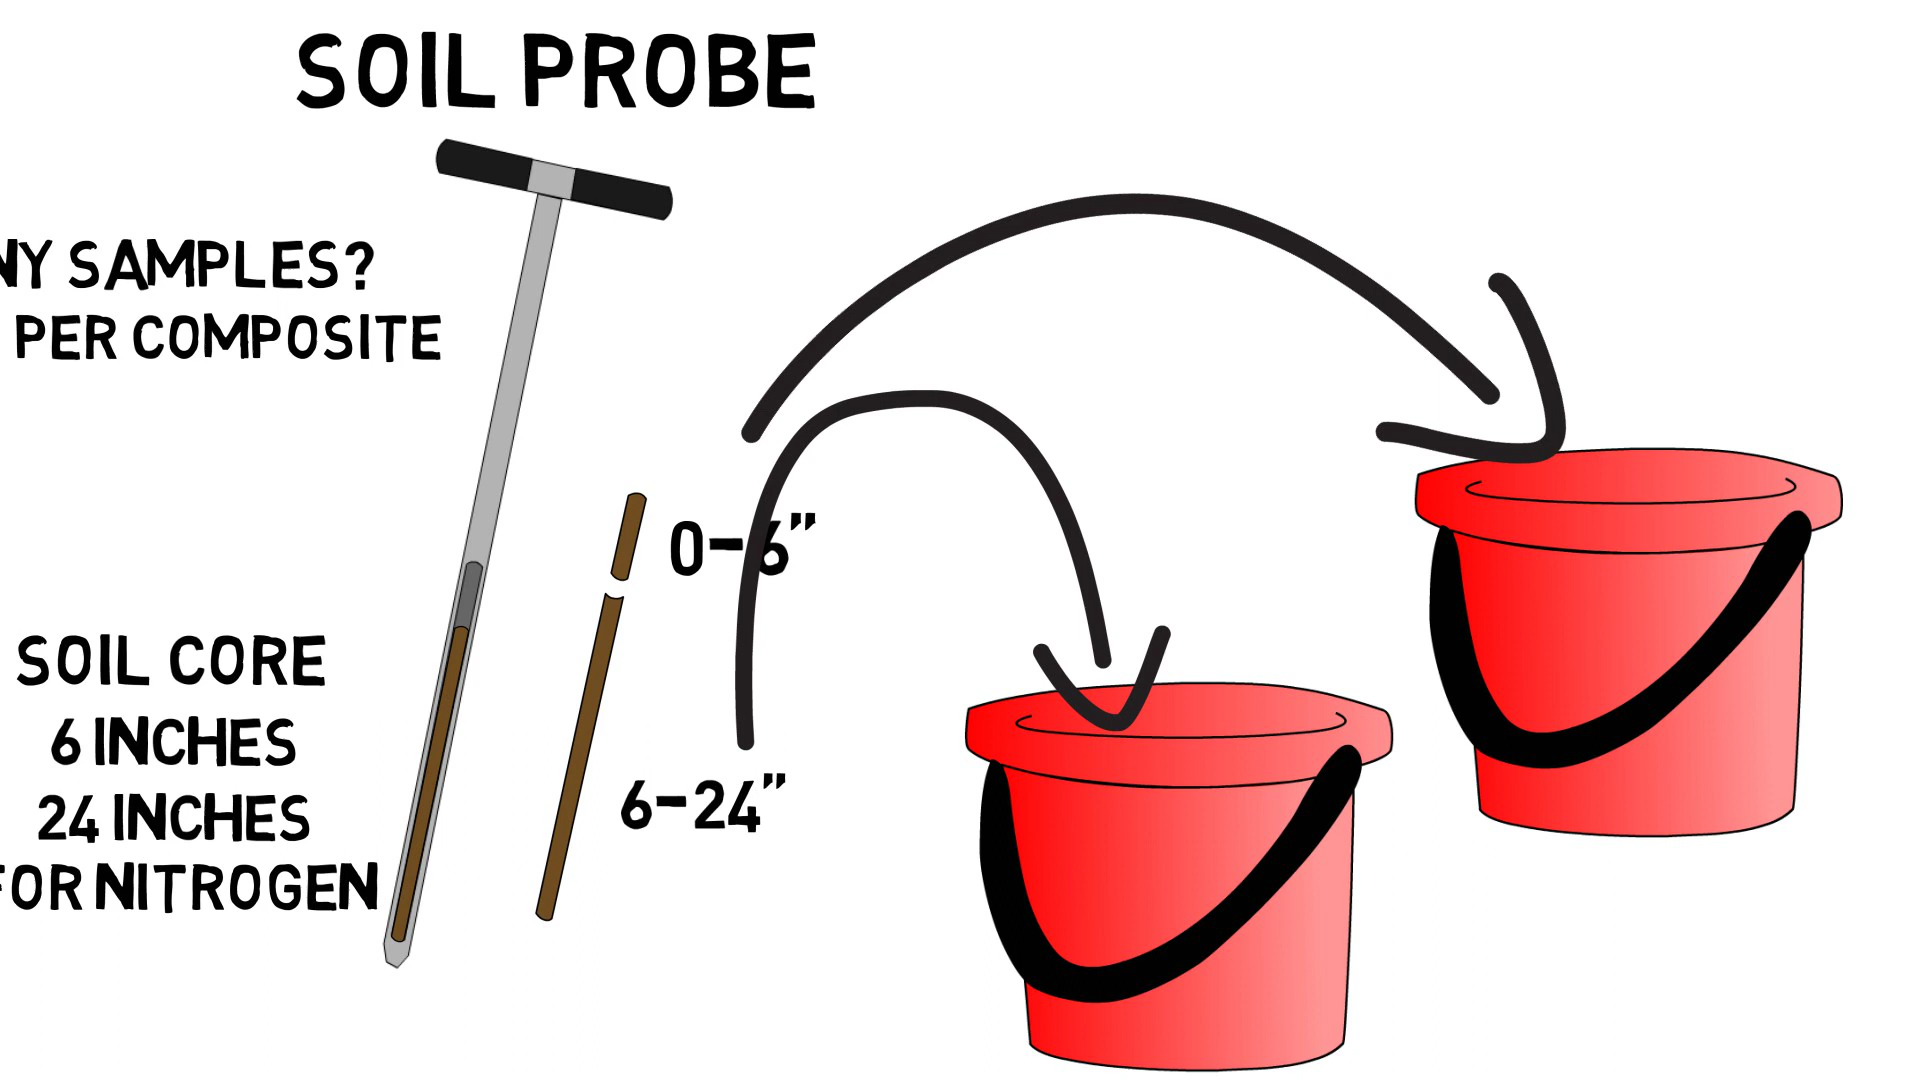 SOIL PROBE
NY SAMPLES?
PER COMPOSITE
0-6"
SOIL CORE
6 INCHES
24 INCHES
FOR NITROGEN
6-24"